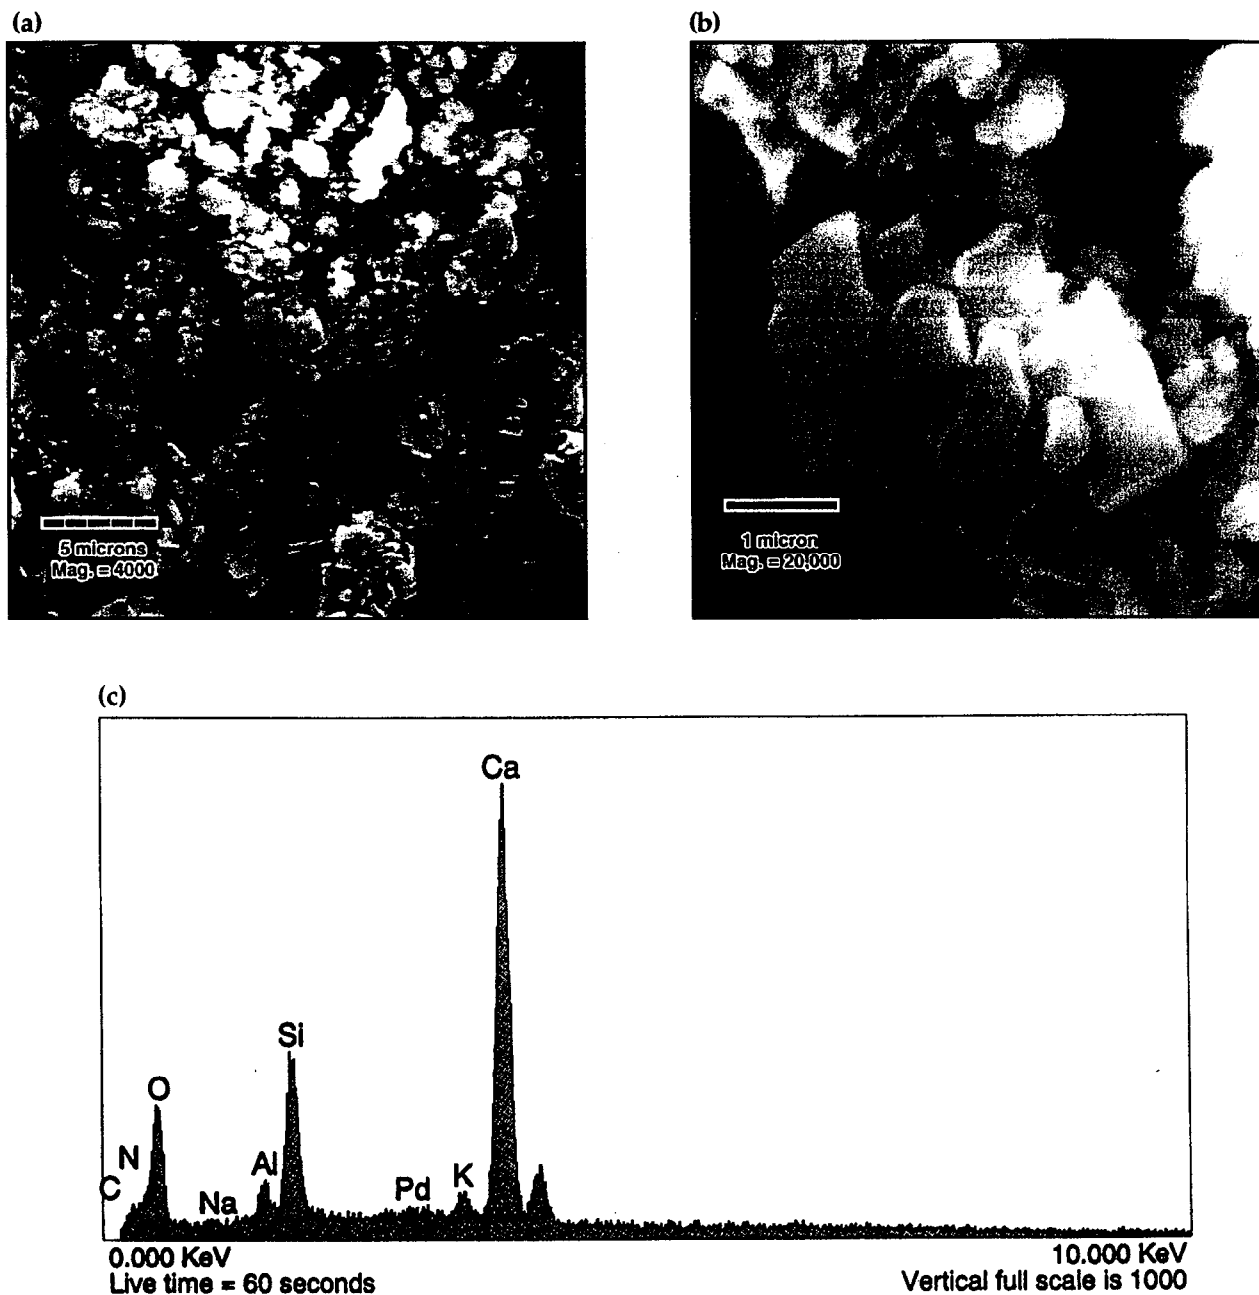 (a)
(b)
5 microns
Mag. = 4000
1 micron
Mag. = 20,000
(c)
Ca
Si
O
N
Al
K
C
Na
Pd
0.000 KeV
10.000 KeV
Live time = 60 seconds
Vertical full scale is 1000